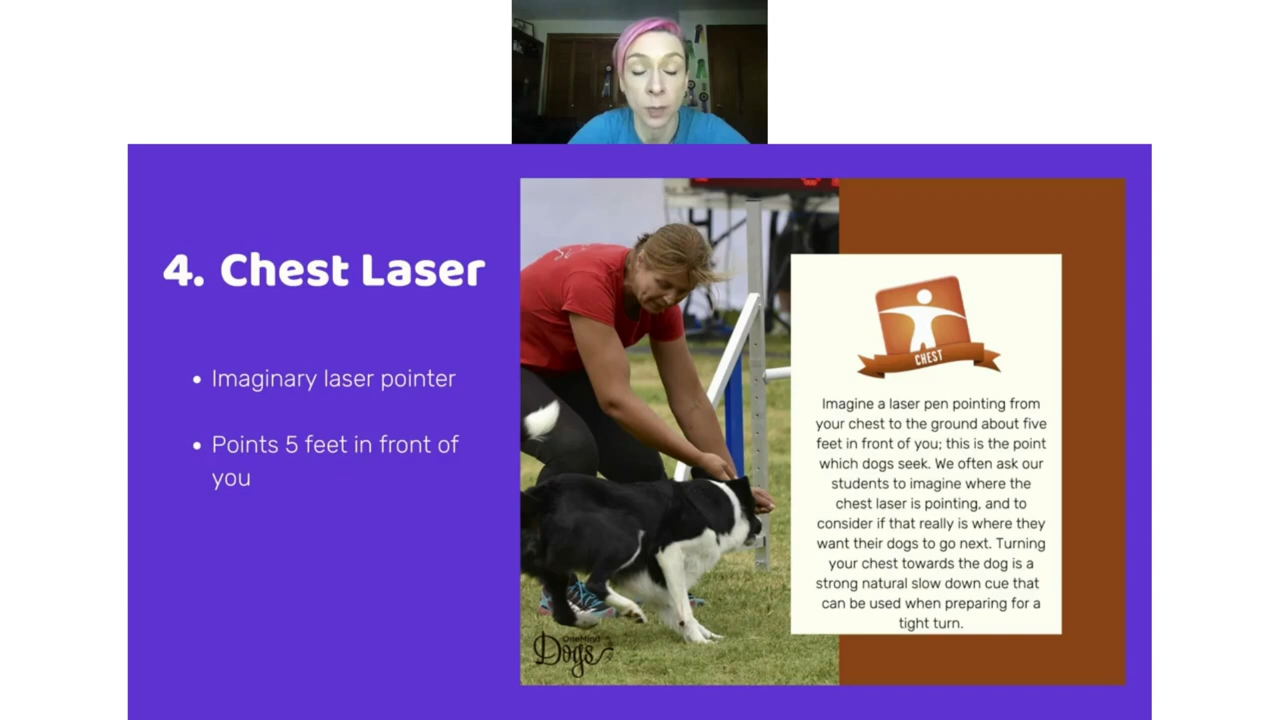 4. Chest Laser
• Imaginary laser pointer
• Points 5 feet in front of
you
CHEST
Imagine a laser pen pointing from
your chest to the ground about five
feet in front of you; this is the point
which dogs seek. We often ask our
students to imagine where the
chest laser is pointing, and to
consider if that really is where they
want their dogs to go next. Turning
your chest towards the dog is a
strong natural slow down cue that
can be used when preparing for a
tight turn.
OneMind
Dogs